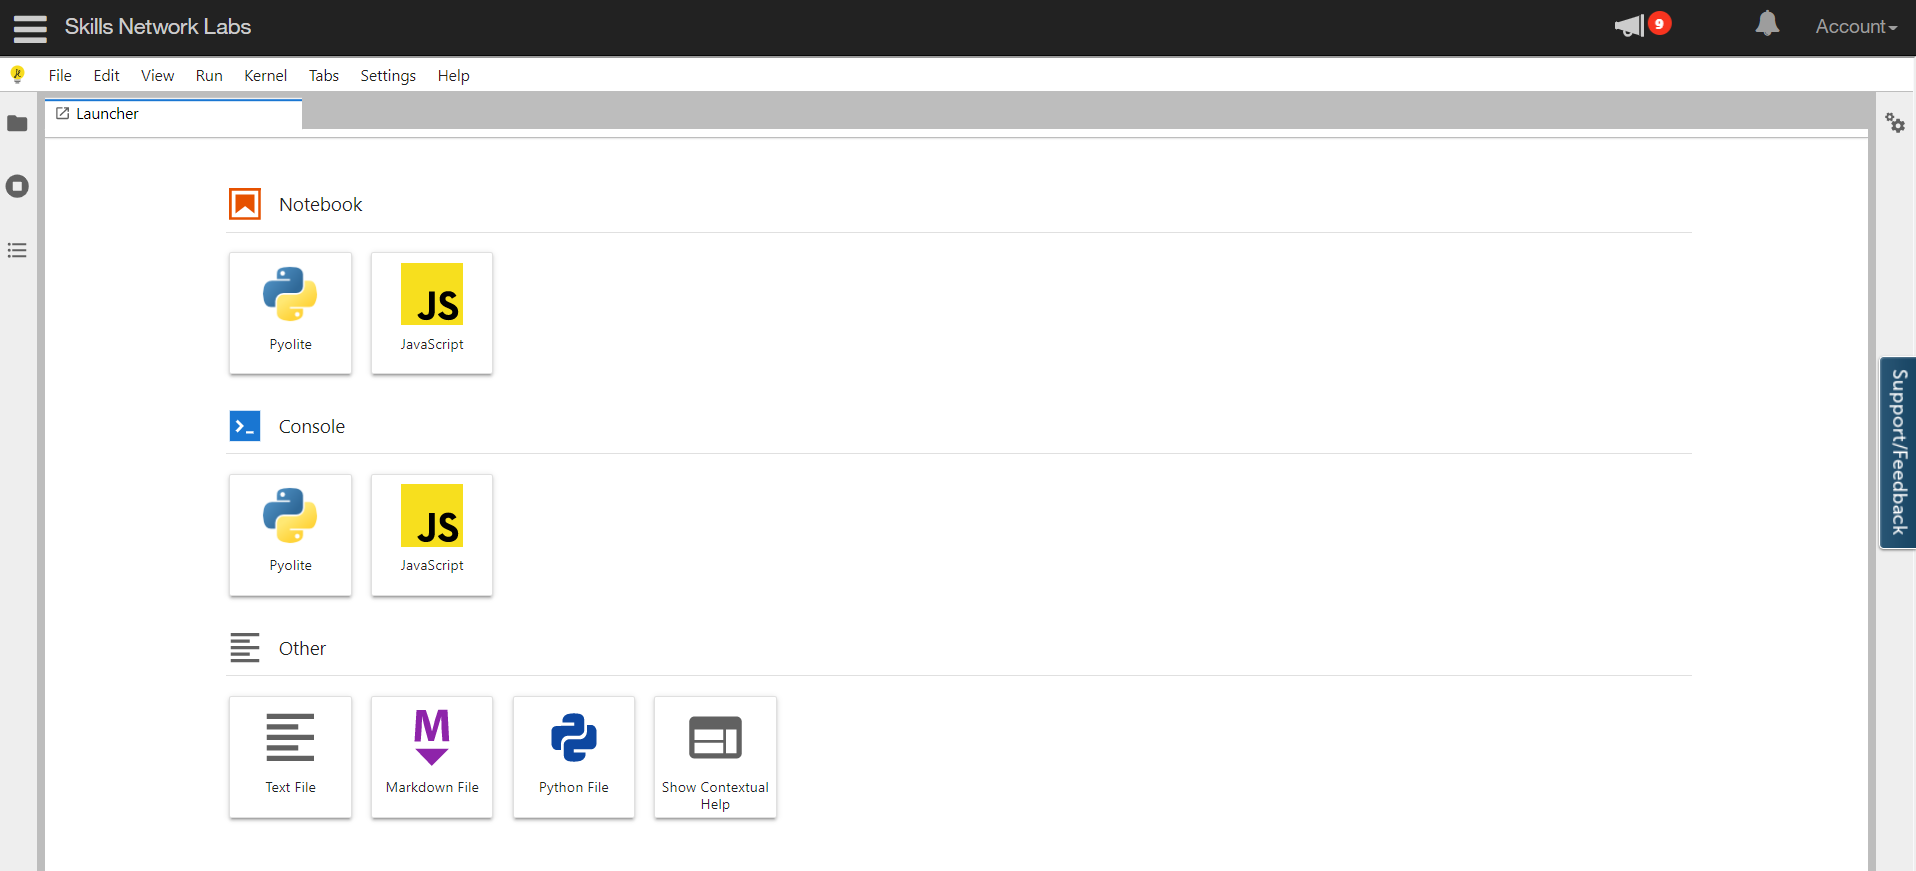 Skills Network Labs
9
Account
File Edit View Run Kernel Tabs Settings Help
Launcher
Notebook
JS
Pyolite JavaScript
Console
JS
Pyolite JavaScript
Other
M
Text File Markdown File Python File Show Contextual
Help
Support/Feedback